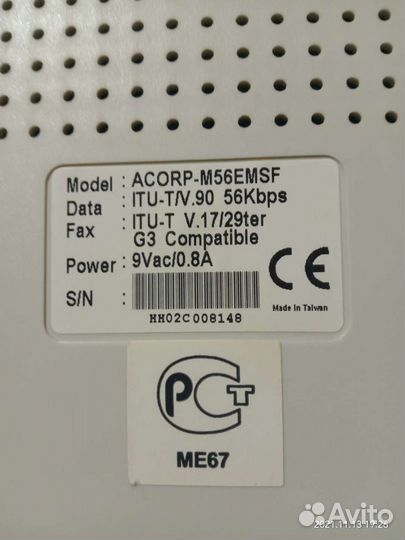 Model : ACORP-M56EMSF
Data : ITU-T/V.90 56Kbps
Fax : ITU-T V.17/29ter
G3 Compatible
Power : 9Vac/0.8A
CE
S/N :
Made in Taiwan
HH02C008148
PCT
ME67
2021.11.13 17:26
Avito